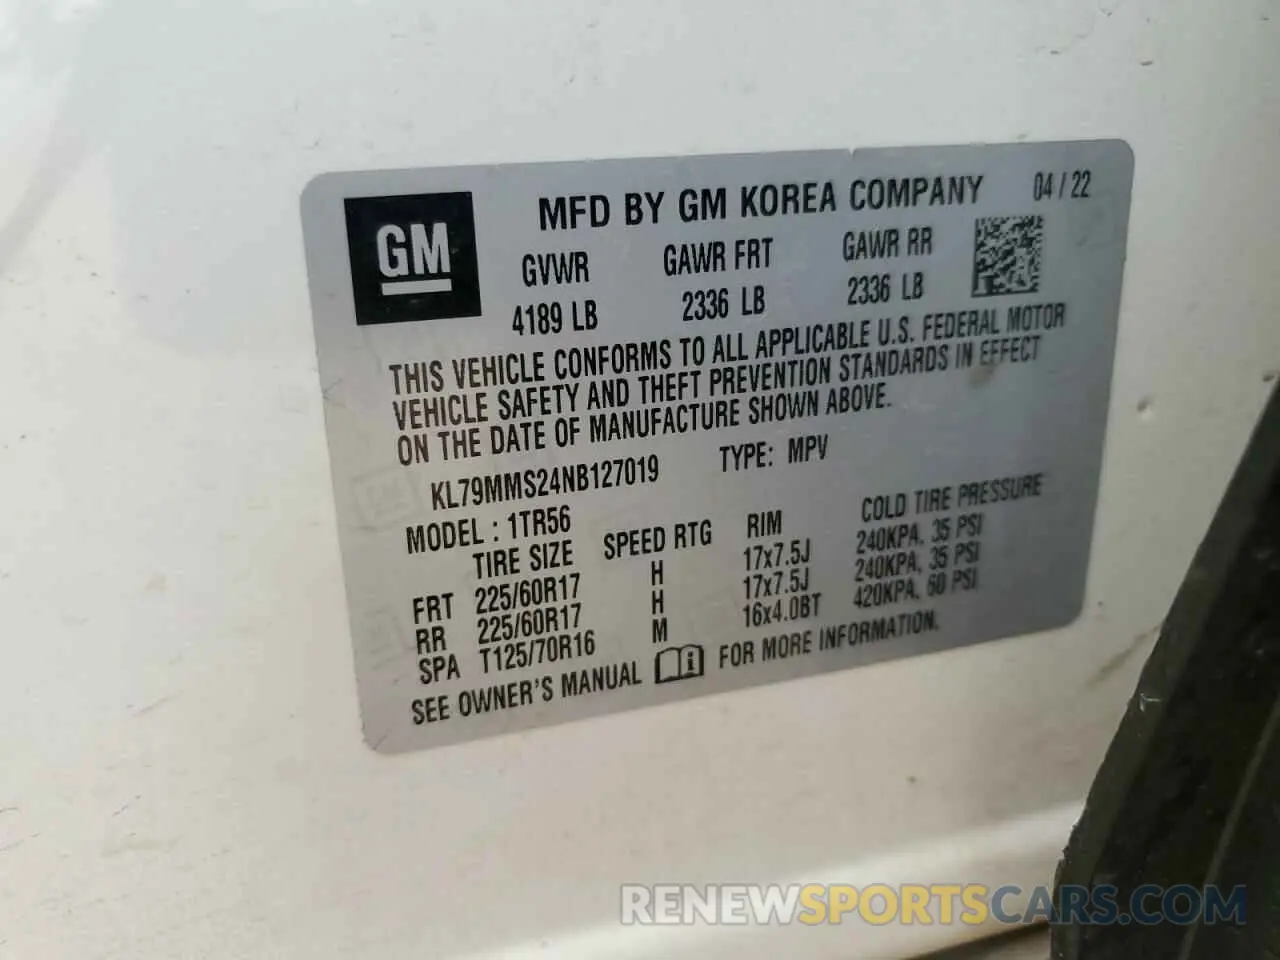 GM
MFD BY GM KOREA COMPANY 04 / 22
GVWR GAWR FRT GAWR RR
4189 LB 2336 LB 2336 LB
THIS VEHICLE CONFORMS TO ALL APPLICABLE U.S. FEDERAL MOTOR
VEHICLE SAFETY AND THEFT PREVENTION STANDARDS IN EFFECT
ON THE DATE OF MANUFACTURE SHOWN ABOVE.
KL79MMS24NB127019 TYPE: MPV
MODEL : 1TR56
TIRE SIZE SPEED RTG RIM COLD TIRE PRESSURE
FRT 225/60R17 H 17x7.5J 240KPA, 35 PSI
RR 225/60R17 H 17x7.5J 240KPA, 35 PSI
SPA T125/70R16 M 16x4.0BT 420KPA, 60 PSI
SEE OWNER'S MANUAL FOR MORE INFORMATION.
RENEWSPORTSCARS.COM